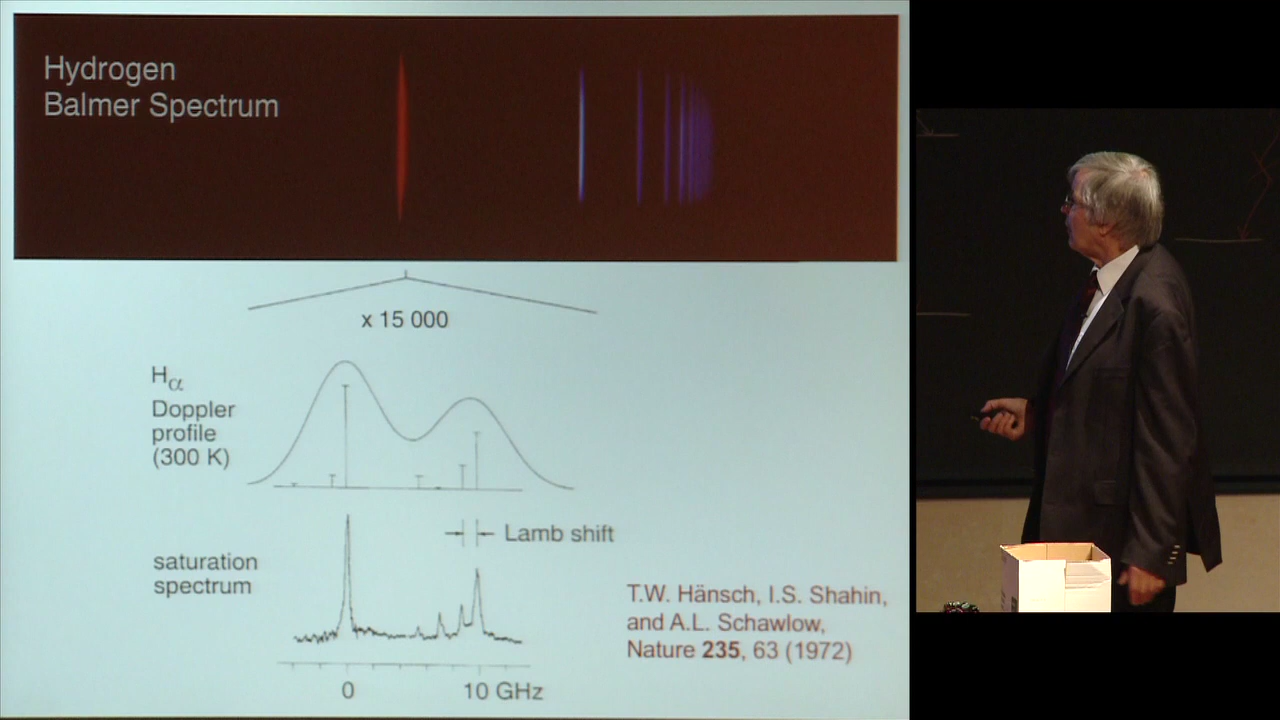 Hydrogen
Balmer Spectrum
x 15 000
Hα
Doppler
profile
(300 K)
Lamb shift
saturation
spectrum
T.W. Hänsch, I.S. Shahin,
and A.L. Schawlow,
Nature 235, 63 (1972)
0
10 GHz